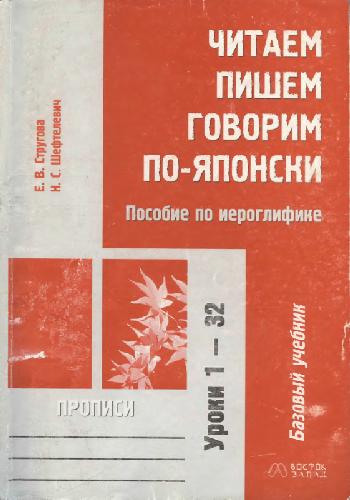 ЧИТАЕМ
ПИШЕМ
ГОВОРИМ
ПО-ЯПОНСКИ
Пособие по иероглифике
Е. В. Стругова
Н. С. Шефтелевич
ПРОПИСИ
Уроки 1 — 32
Базовый учебник
ВОСТОК
ЗАПАД